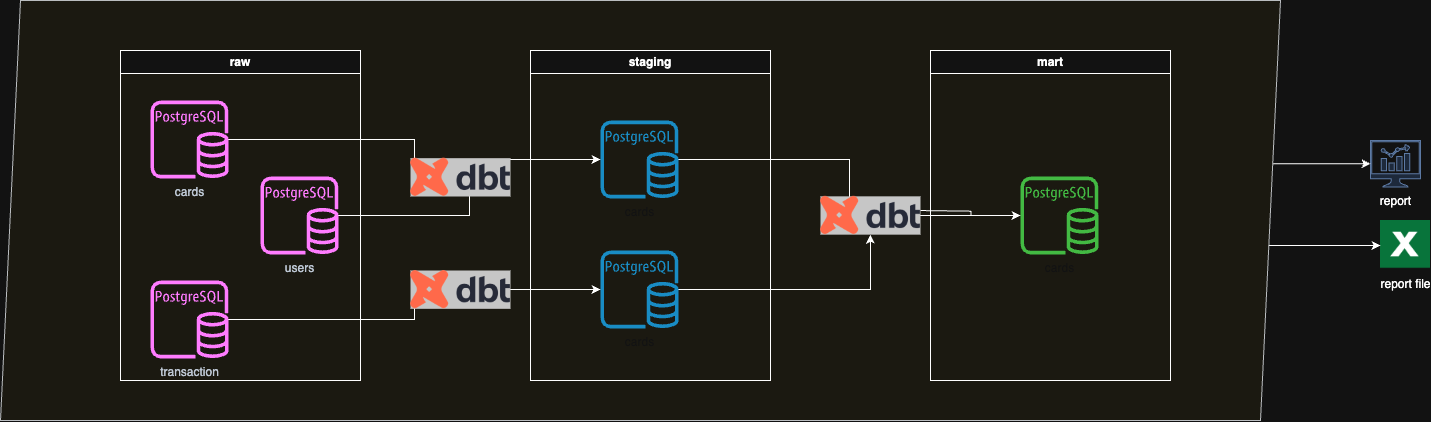 raw
staging
mart
PostgreSQL
cards
PostgreSQL
users
PostgreSQL
transaction
dbt
dbt
PostgreSQL
cards
PostgreSQL
cards
dbt
PostgreSQL
cards
report
X
report file